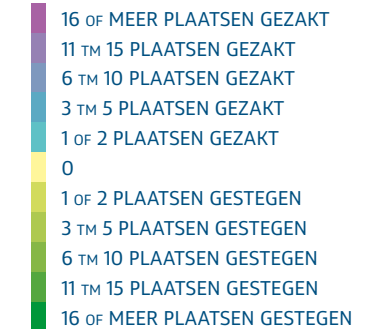 16 OF MEER PLAATSEN GEZAKT
11 TM 15 PLAATSEN GEZAKT
6 TM 10 PLAATSEN GEZAKT
3 TM 5 PLAATSEN GEZAKT
1 OF 2 PLAATSEN GEZAKT
0
1 OF 2 PLAATSEN GESTEGEN
3 TM 5 PLAATSEN GESTEGEN
6 TM 10 PLAATSEN GESTEGEN
11 TM 15 PLAATSEN GESTEGEN
16 OF MEER PLAATSEN GESTEGEN